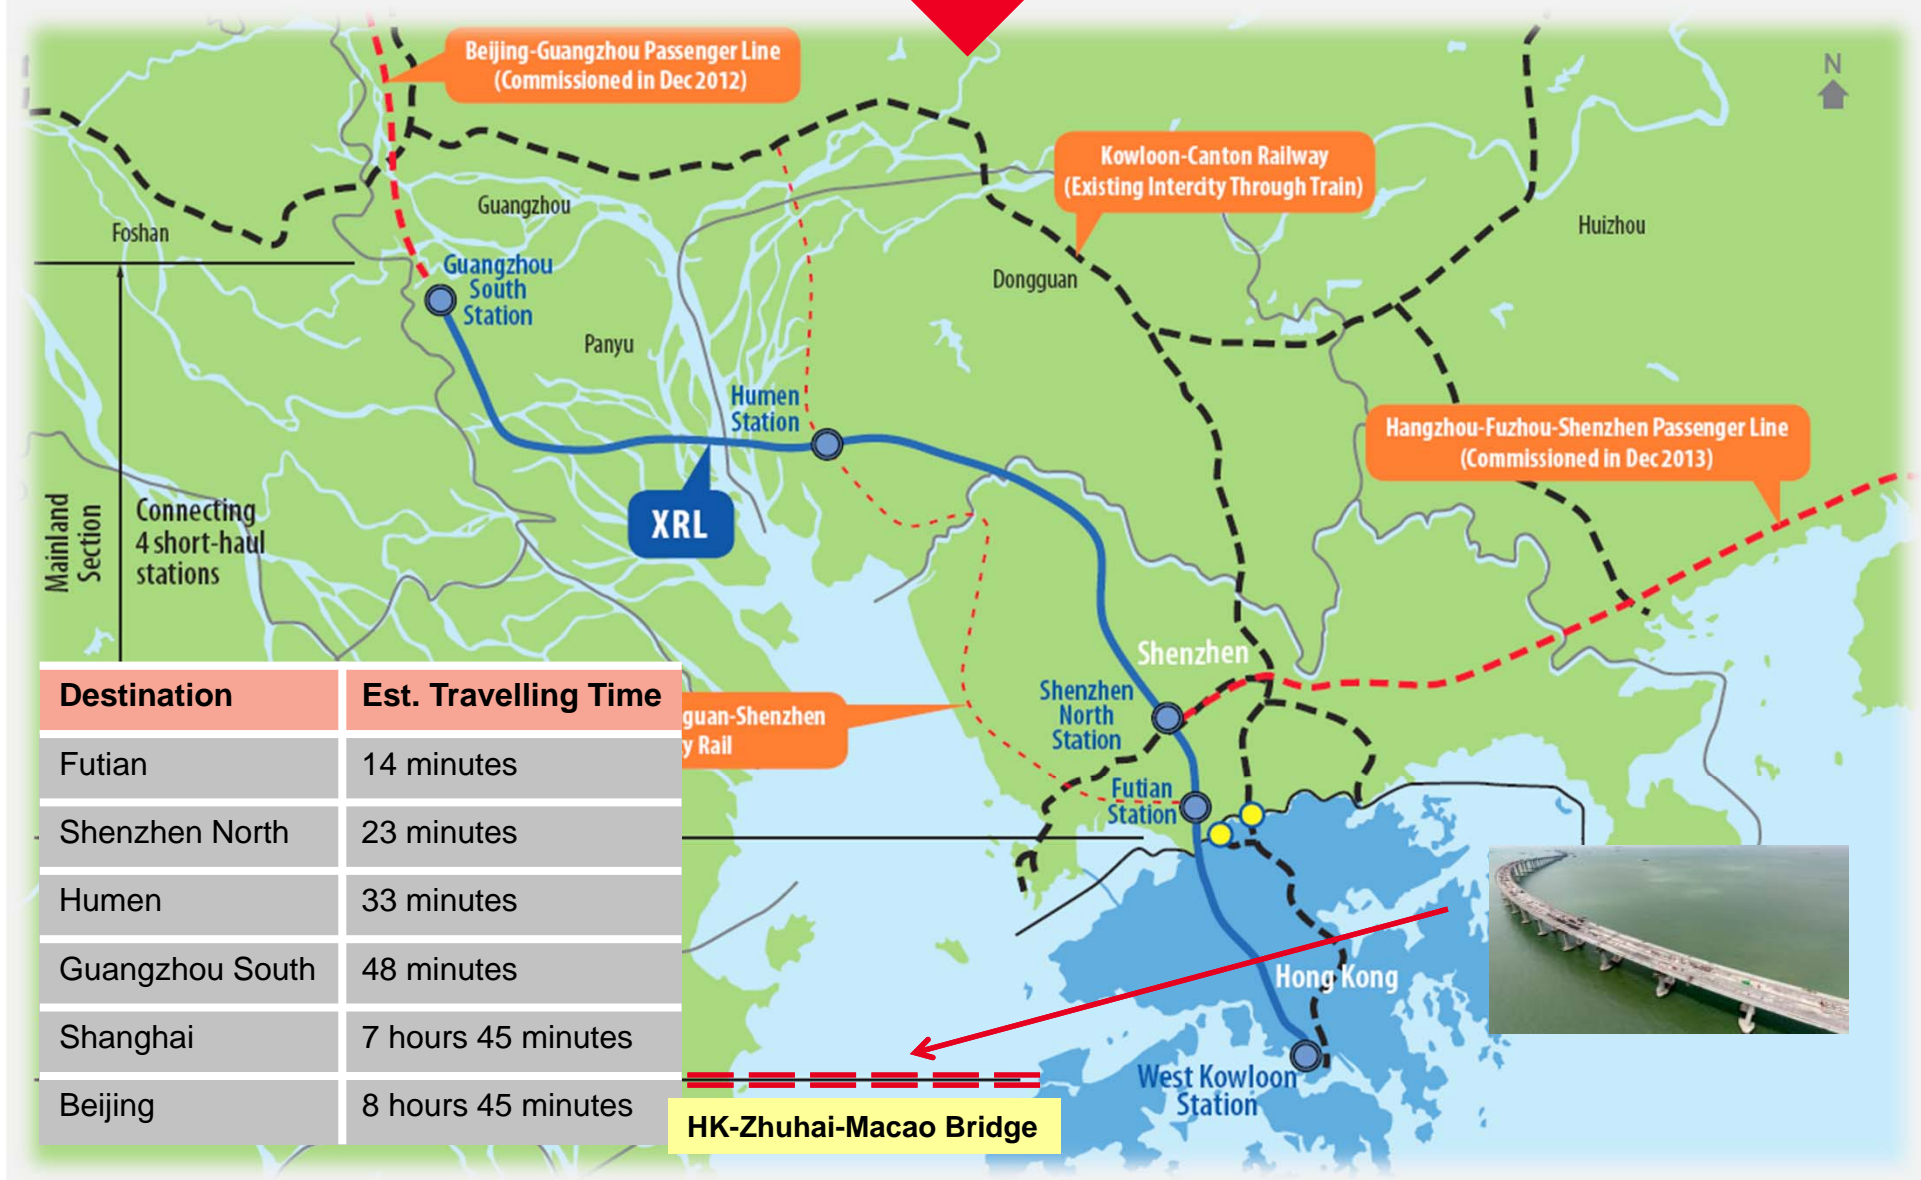 Beijing-Guangzhou Passenger Line
(Commissioned in Dec 2012)
N
Kowloon-Canton Railway
(Existing Intercity Through Train)
Guangzhou
Foshan
Huizhou
Guangzhou
South
Station
Dongguan
Panyu
Humen
Station
Hangzhou-Fuzhou-Shenzhen Passenger Line
(Commissioned in Dec 2013)
XRL
Mainland
Section
Connecting
4 short-haul
stations
Shenzhen
Shenzhen
North
Station
guan-Shenzhen
y Rail
Futian
Station
Destination Est. Travelling Time
Futian 14 minutes
Shenzhen North 23 minutes
Humen 33 minutes
Guangzhou South 48 minutes
Shanghai 7 hours 45 minutes
Beijing 8 hours 45 minutes
Hong Kong
West Kowloon
Station
HK-Zhuhai-Macao Bridge